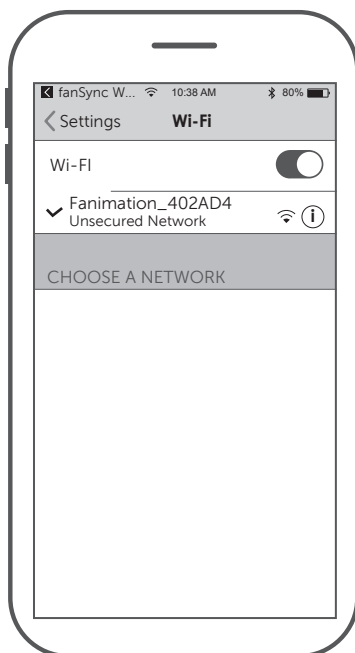 fanSync W... 10:38 AM 80%
Settings Wi-Fi
Wi-FI
Fanimation_402AD4
Unsecured Network
i
CHOOSE A NETWORK